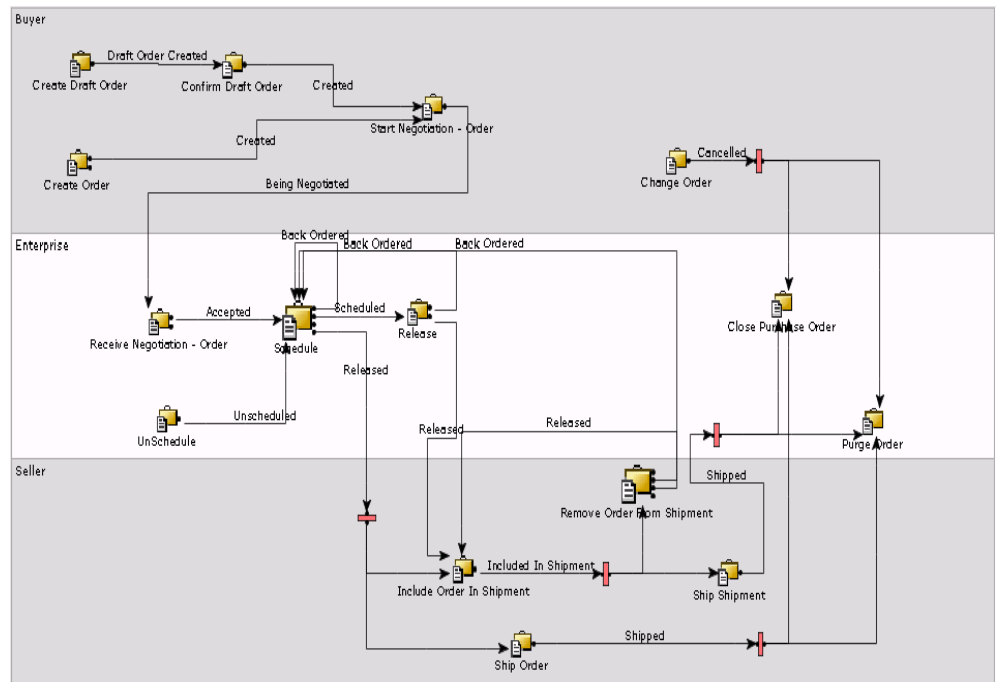 Buyer
Draft Order Created
Create Draft Order
Confirm Draft Order
Created
Start Negotiation - Order
Created
Create Order
Cancelled
Change Order
Being Negotiated
Enterprise
Back Ordered
Back Ordered
Back Ordered
Accepted
Scheduled
Receive Negotiation - Order
Schedule
Release
Close Purchase Order
Released
Unscheduled
UnSchedule
Released
Released
Purge Order
Seller
Shipped
Remove Order From Shipment
Included In Shipment
Include Order In Shipment
Ship Shipment
Shipped
Ship Order